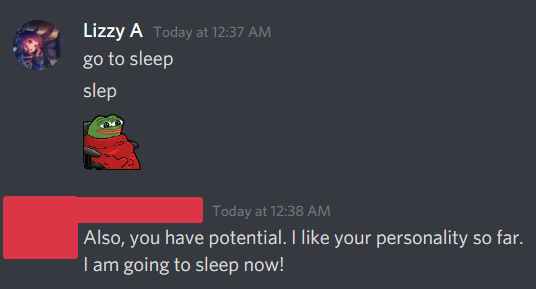 Lizzy A Today at 12:37 AM
go to sleep
slep
Today at 12:38 AM
Also, you have potential. I like your personality so far.
I am going to sleep now!